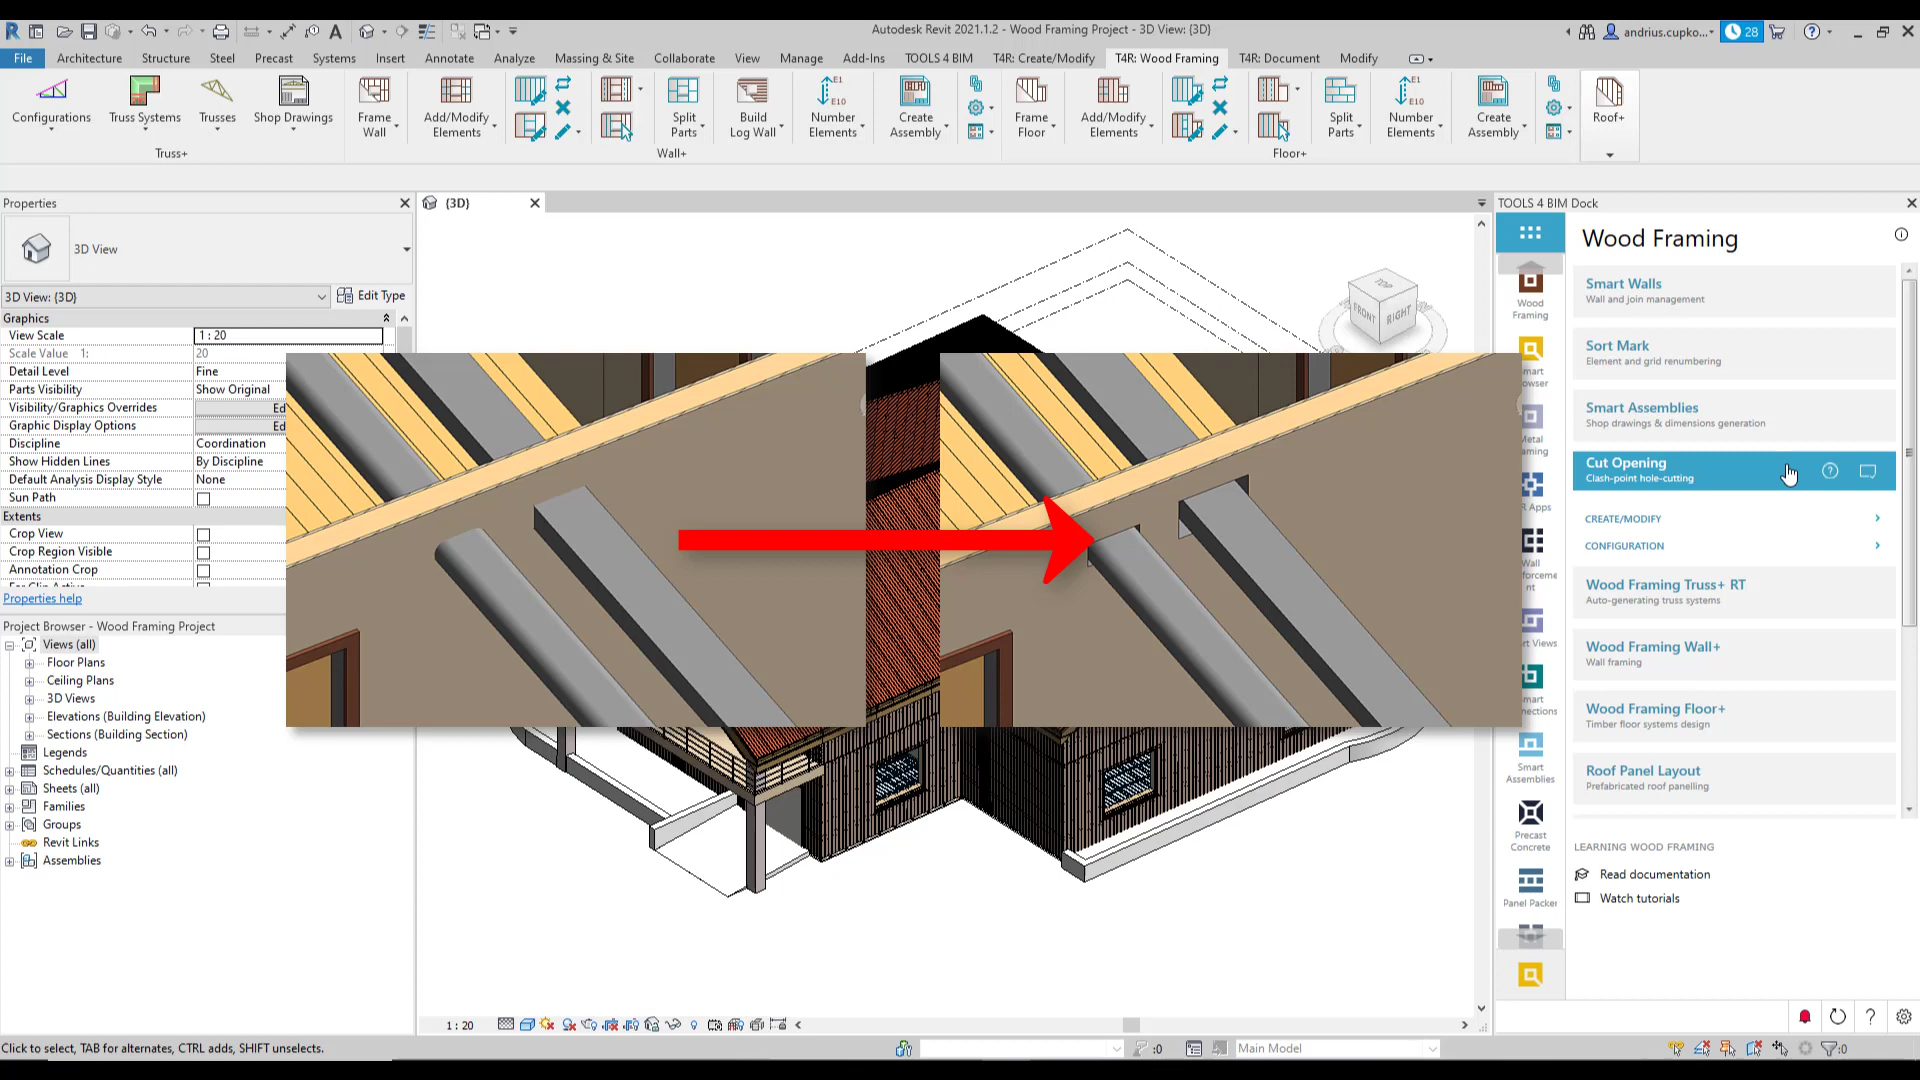 Autodesk Revit 2021.1.2 - Wood Framing Project - 3D View: {3D}
andrius.cupko...
28
File
Architecture
Structure
Steel
Precast
Systems
Insert
Annotate
Analyze
Massing & Site
Collaborate
View
Manage
Add-Ins
TOOLS 4 BIM
T4R: Create/Modify
T4R: Wood Framing
T4R: Document
Modify
Configurations
Truss Systems
Trusses
Shop Drawings
Frame
Wall
Add/Modify
Elements
Split
Parts
Build
Log Wall
E1
E10
Number
Elements
Create
Assembly
Frame
Floor
Add/Modify
Elements
Split
Parts
E1
E10
Number
Elements
Create
Assembly
Roof+
Truss+
Wall+
Floor+
Properties
3D View
3D View: {3D}
Edit Type
Graphics
View Scale
1 : 20
Scale Value 1:
20
Detail Level
Fine
Parts Visibility
Show Original
Visibility/Graphics Overrides
Ed
Graphic Display Options
Ed
Discipline
Coordination
Show Hidden Lines
By Discipline
Default Analysis Display Style
None
Sun Path
Extents
Crop View
Crop Region Visible
Annotation Crop
Properties help
Project Browser - Wood Framing Project
Views (all)
Floor Plans
Ceiling Plans
3D Views
Elevations (Building Elevation)
Sections (Building Section)
Legends
Schedules/Quantities (all)
Sheets (all)
Families
Groups
Revit Links
Assemblies
{3D}
TOP
FRONT
RIGHT
1 : 20
TOOLS 4 BIM Dock
Wood
Framing
Smart
Assemblies
Precast
Concrete
Panel Packer
Wood Framing
Smart Walls
Wall and join management
Sort Mark
Element and grid renumbering
Smart Assemblies
Shop drawings & dimensions generation
Cut Opening
Clash-point hole-cutting
CREATE/MODIFY
CONFIGURATION
Wood Framing Truss+ RT
Auto-generating truss systems
Wood Framing Wall+
Wall framing
Wood Framing Floor+
Timber floor systems design
Roof Panel Layout
Prefabricated roof panelling
LEARNING WOOD FRAMING
Read documentation
Watch tutorials
Click to select, TAB for alternates, CTRL adds, SHIFT unselects.
:0
Main Model
:0